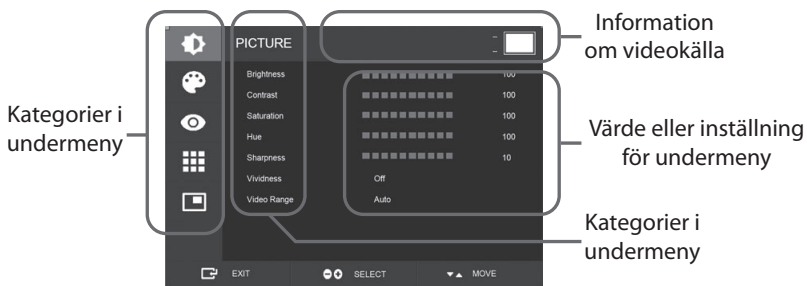 Information
om videokälla
Kategorier i
undermeny
PICTURE
Brightness 100
Contrast 100
Saturation 100
Hue 100
Sharpness 10
Vividness Off
Video Range Auto
Värde eller inställning
för undermeny
Kategorier i
undermeny
EXIT SELECT MOVE